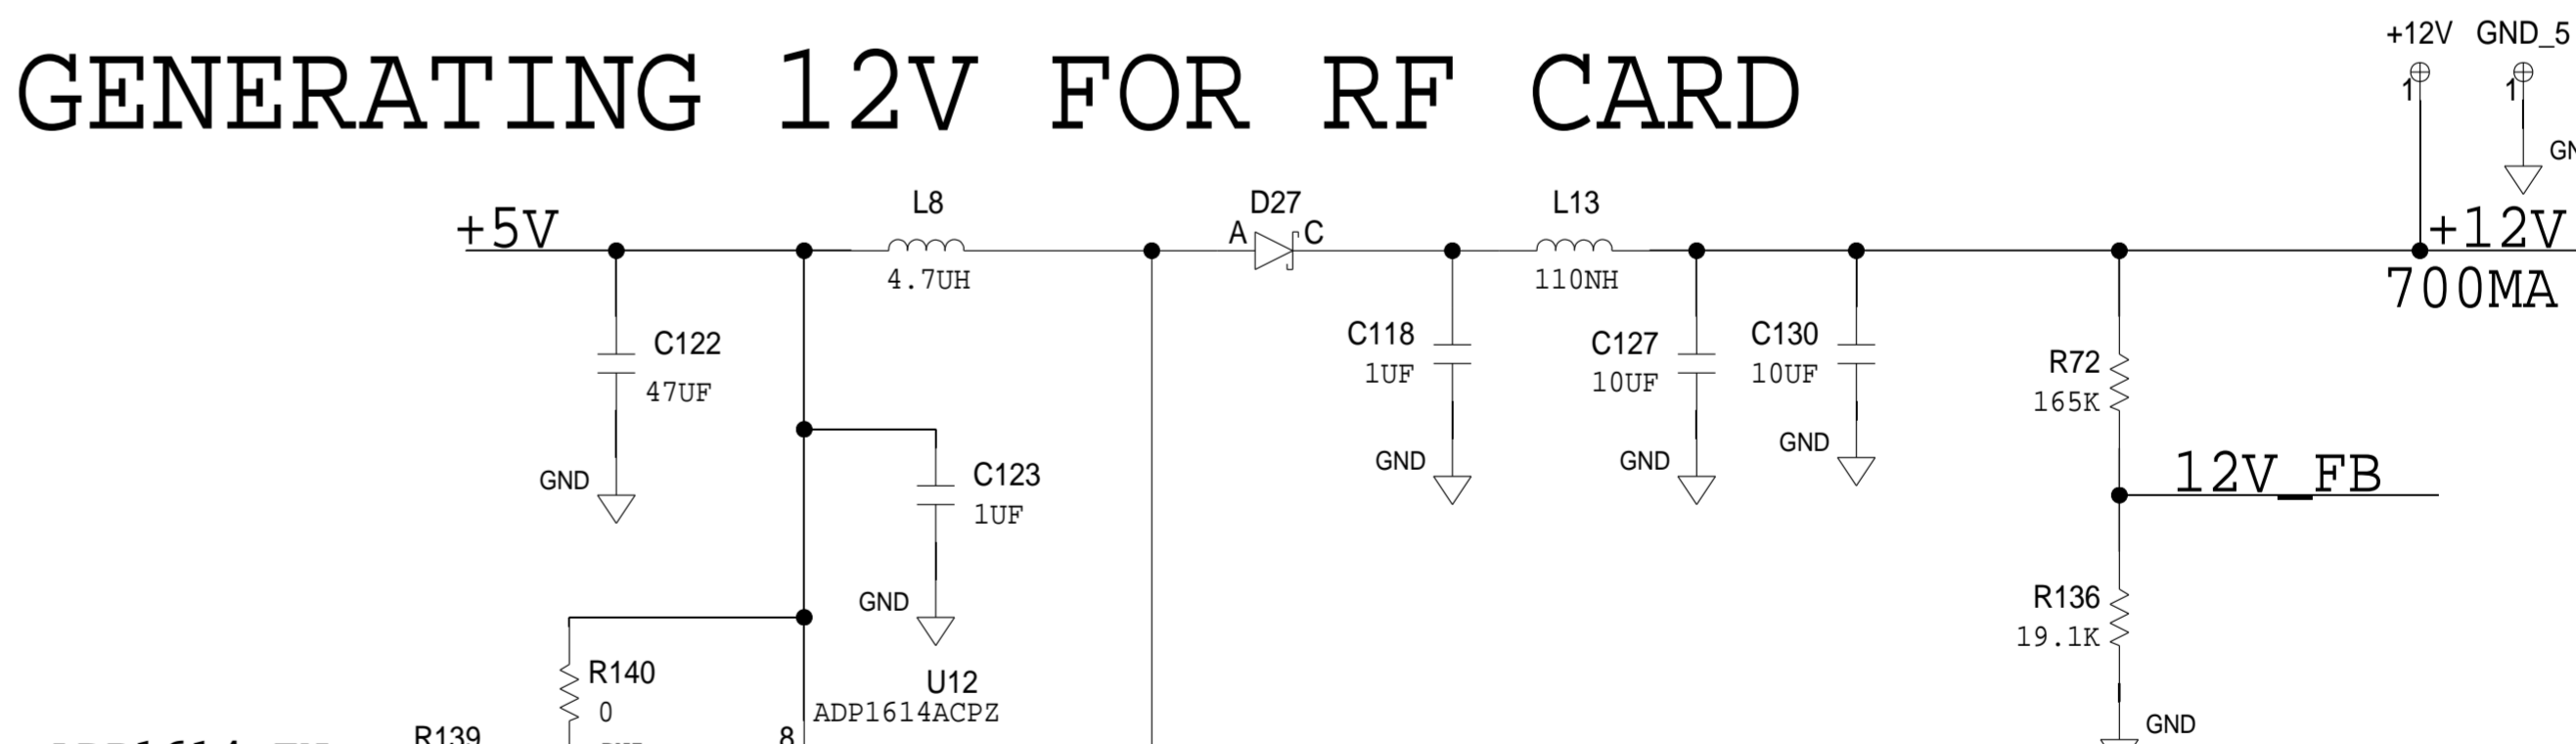 +12V GND_5
1 1
GENERATING 12V FOR RF CARD
L8 D27 L13
+5V A C +12V
4.7UH 110NH 700MA
C122
47UF
GND
C118
1UF
GND
C127
10UF
GND
C130
10UF
GND
R72
165K
12V_FB
C123
1UF
GND
R136
19.1K
GND
R140
0
U12
ADP1614ACPZ
R139
8